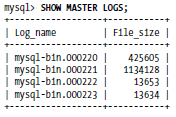 mysql> SHOW MASTER LOGS;
+------------------+-----------+
| Log_name | File_size |
+------------------+-----------+
| mysql-bin.000220 | 425605 |
| mysql-bin.000221 | 1134128 |
| mysql-bin.000222 | 13653 |
| mysql-bin.000223 | 13634 |
+------------------+-----------+